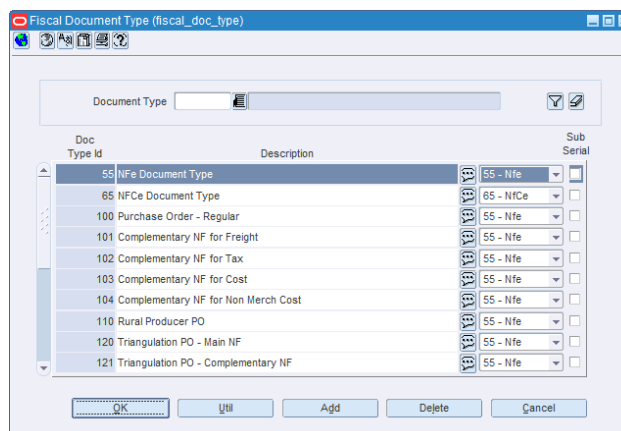 Fiscal Document Type (fiscal_doc_type)
Document Type
Doc Type Id Description Sub Serial
55 NFe Document Type 55 - Nfe
65 NFCe Document Type 65 - NfCe
100 Purchase Order - Regular 55 - Nfe
101 Complementary NF for Freight 55 - Nfe
102 Complementary NF for Tax 55 - Nfe
103 Complementary NF for Cost 55 - Nfe
104 Complementary NF for Non Merch Cost 55 - Nfe
110 Rural Producer PO 55 - Nfe
120 Triangulation PO - Main NF 55 - Nfe
121 Triangulation PO - Complementary NF 55 - Nfe
OK Util Add Delete Cancel